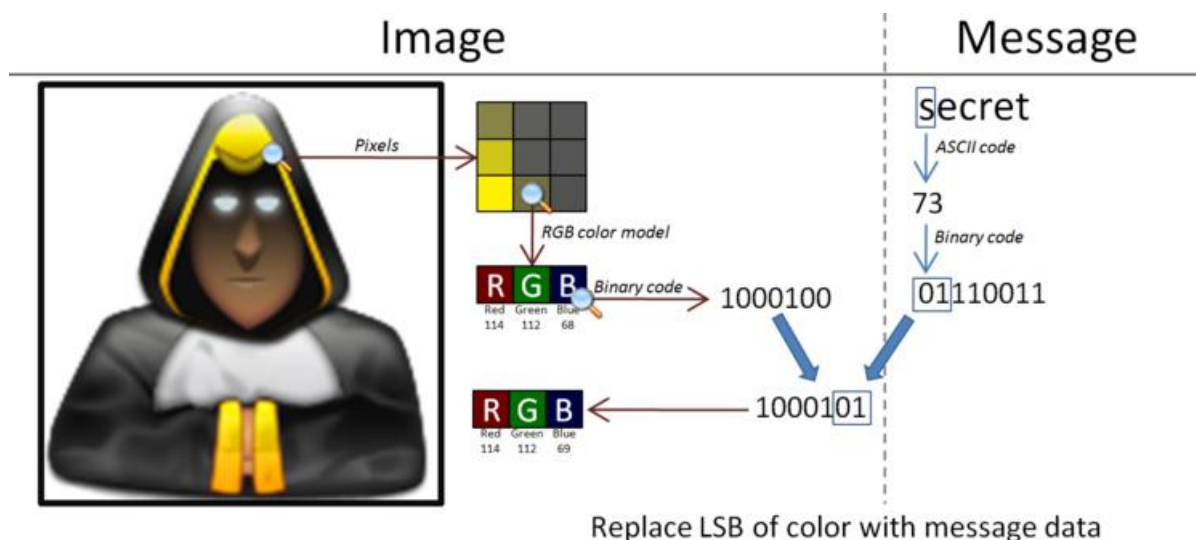 Image
Message
secret
ASCII code
Pixels
73
RGB color model
Binary code
R G B
Binary code
Red Green Blue
114 112 68
1000100
01110011
1000101
R G B
Red Green Blue
114 112 69
Replace LSB of color with message data